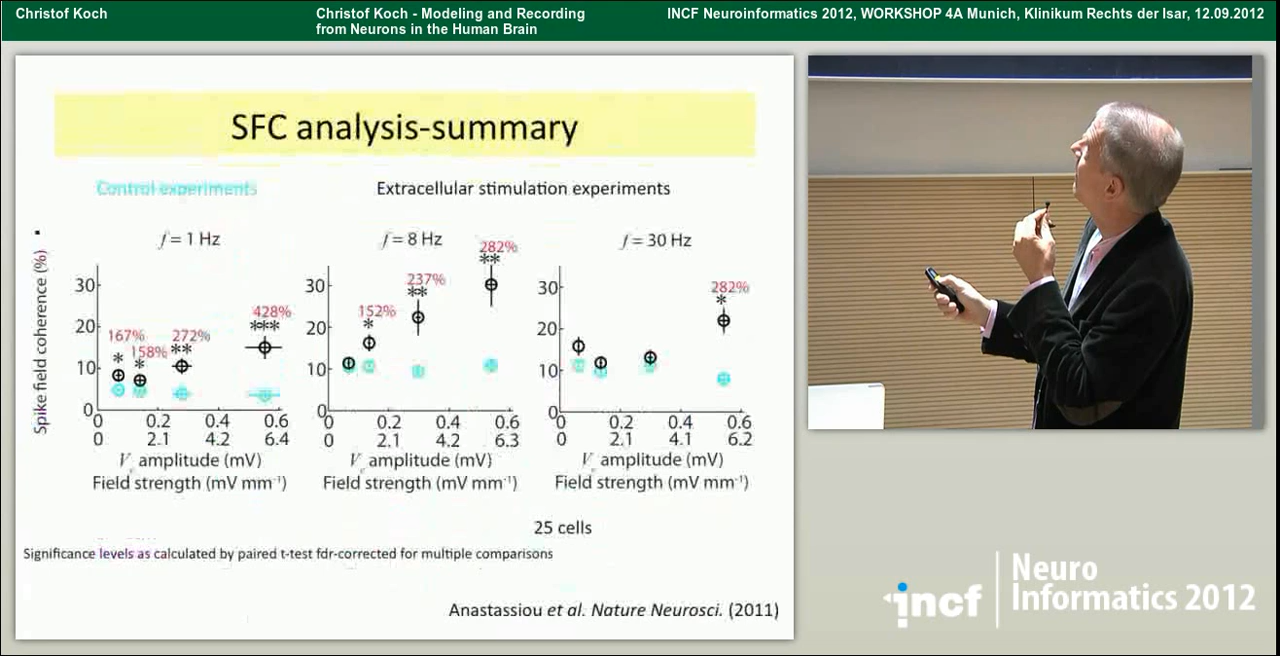 Christof Koch
Christof Koch - Modeling and Recording
from Neurons in the Human Brain
INCF Neuroinformatics 2012, WORKSHOP 4A Munich, Klinikum Rechts der Isar, 12.09.2012
SFC analysis-summary
Control experiments
Extracellular stimulation experiments
Spike field coherence (%)
f = 1 Hz
30
20
10
0
167%
*
158%
*
272%
**
428%
***
0 0.2 0.4 0.6
0 2.1 4.2 6.4
Ve amplitude (mV)
Field strength (mV mm⁻¹)
f = 8 Hz
30
20
10
0
152%
*
237%
**
282%
**
0 0.2 0.4 0.6
0 2.1 4.2 6.3
Ve amplitude (mV)
Field strength (mV mm⁻¹)
f = 30 Hz
30
20
10
0
282%
*
0 0.2 0.4 0.6
0 2.1 4.1 6.2
Ve amplitude (mV)
Field strength (mV mm⁻¹)
25 cells
Significance levels as calculated by paired t-test fdr-corrected for multiple comparisons
Anastassiou et al. Nature Neurosci. (2011)
incf
Neuro
Informatics 2012